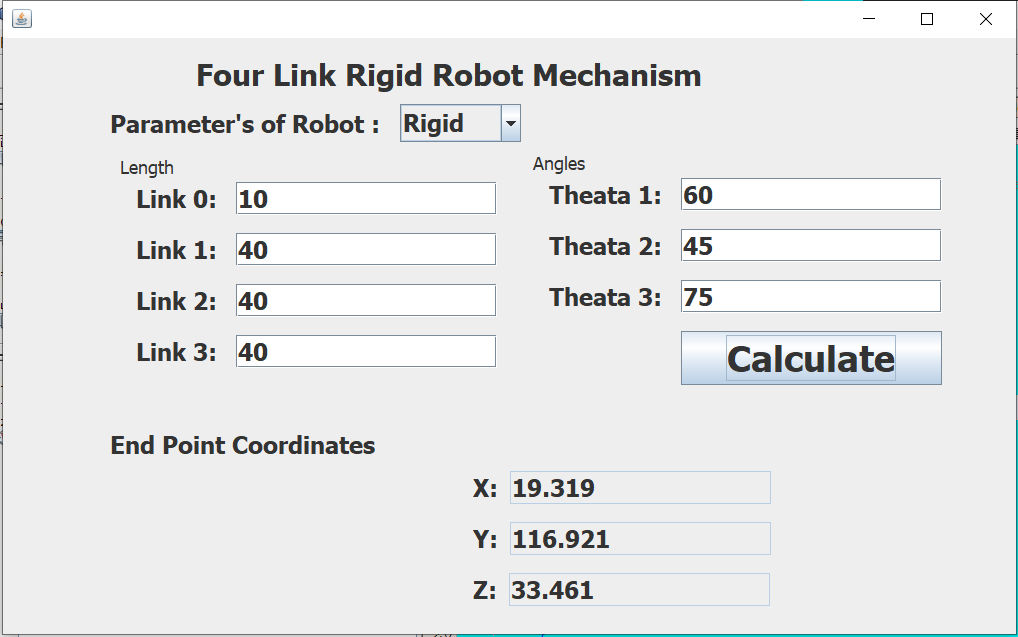 Four Link Rigid Robot Mechanism
Parameter's of Robot : Rigid
Length
Link 0: 10
Link 1: 40
Link 2: 40
Link 3: 40
Angles
Theata 1: 60
Theata 2: 45
Theata 3: 75
Calculate
End Point Coordinates
X: 19.319
Y: 116.921
Z: 33.461